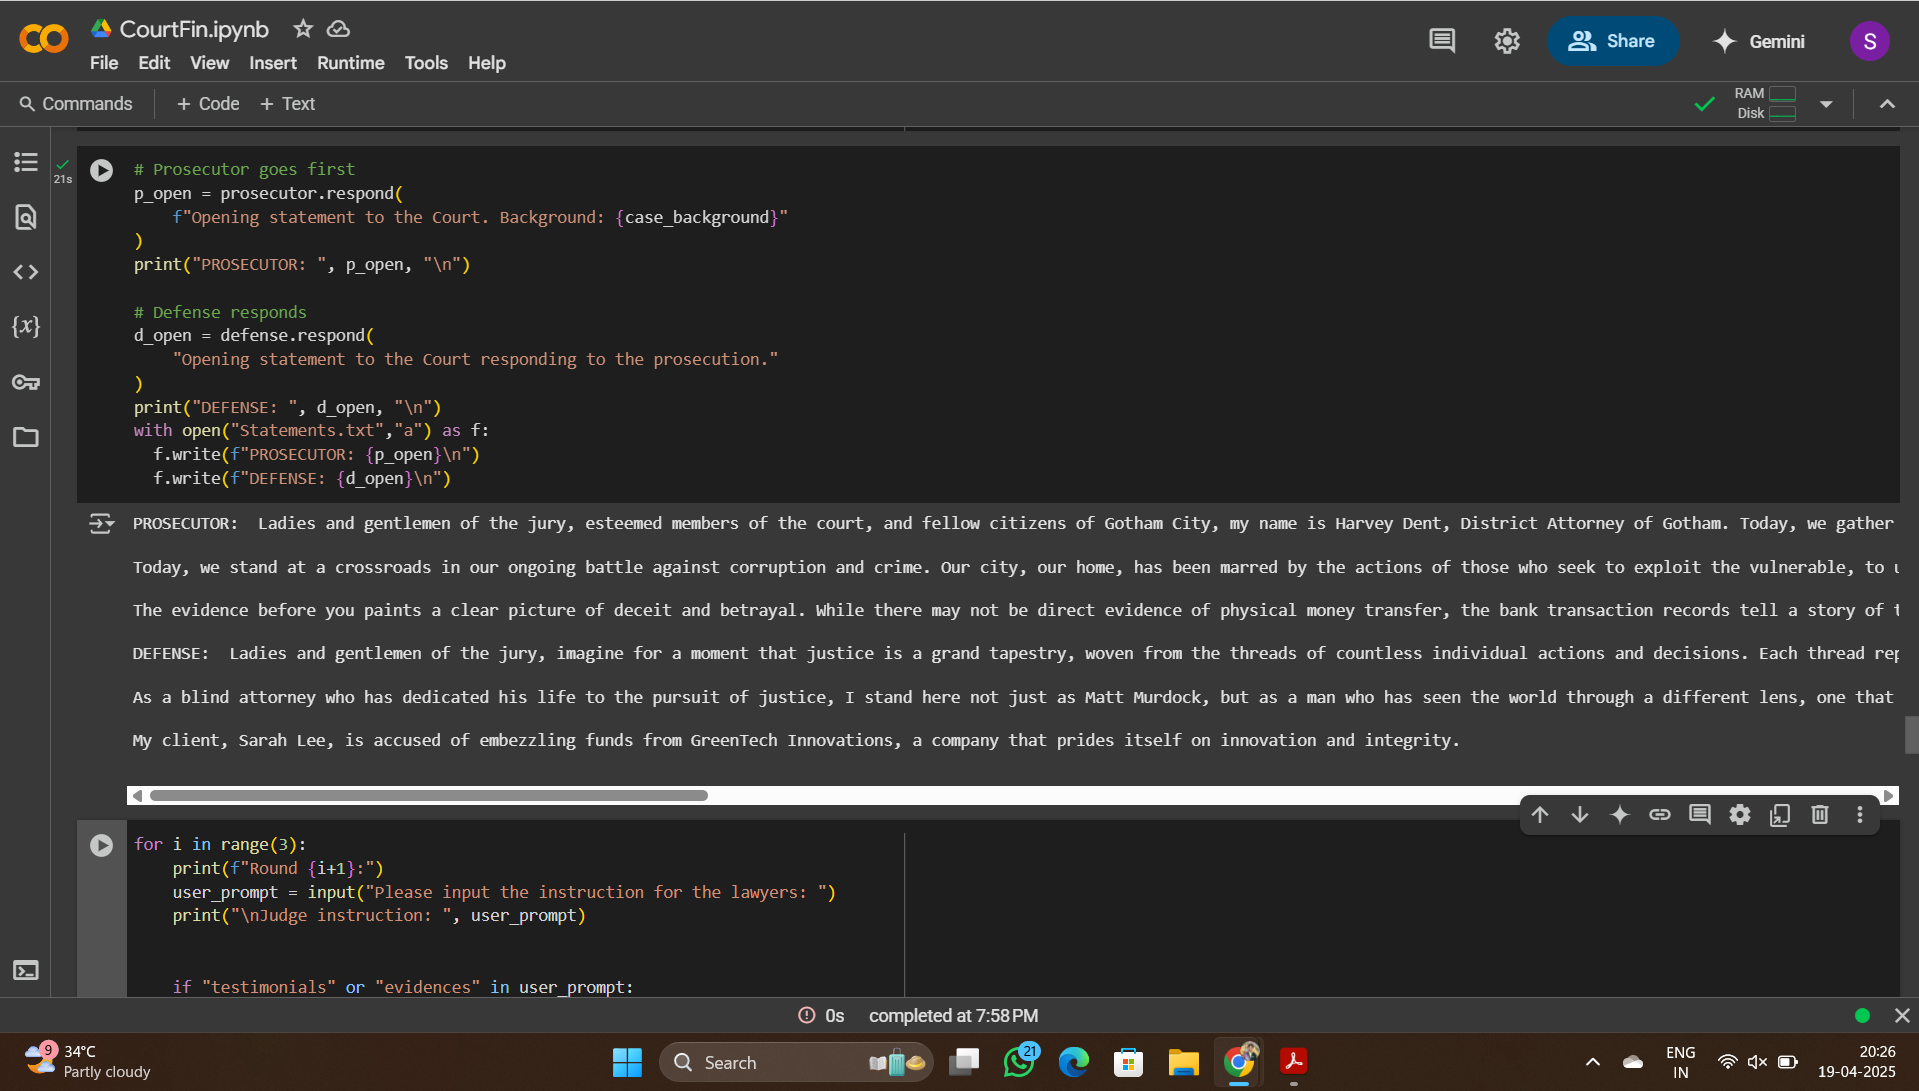 CourtFin.ipynb
File Edit View Insert Runtime Tools Help
Share
Gemini
S
Commands + Code + Text
RAM
Disk
21s
# Prosecutor goes first
p_open = prosecutor.respond(
f"Opening statement to the Court. Background: {case_background}"
)
print("PROSECUTOR: ", p_open, "\n")
# Defense responds
d_open = defense.respond(
"Opening statement to the Court responding to the prosecution."
)
print("DEFENSE: ", d_open, "\n")
with open("Statements.txt","a") as f:
f.write(f"PROSECUTOR: {p_open}\n")
f.write(f"DEFENSE: {d_open}\n")
PROSECUTOR:  Ladies and gentlemen of the jury, esteemed members of the court, and fellow citizens of Gotham City, my name is Harvey Dent, District Attorney of Gotham. Today, we gather
Today, we stand at a crossroads in our ongoing battle against corruption and crime. Our city, our home, has been marred by the actions of those who seek to exploit the vulnerable, to
The evidence before you paints a clear picture of deceit and betrayal. While there may not be direct evidence of physical money transfer, the bank transaction records tell a story of
DEFENSE:  Ladies and gentlemen of the jury, imagine for a moment that justice is a grand tapestry, woven from the threads of countless individual actions and decisions. Each thread rep
As a blind attorney who has dedicated his life to the pursuit of justice, I stand here not just as Matt Murdock, but as a man who has seen the world through a different lens, one that
My client, Sarah Lee, is accused of embezzling funds from GreenTech Innovations, a company that prides itself on innovation and integrity.
for i in range(3):
print(f"Round {i+1}:")
user_prompt = input("Please input the instruction for the lawyers: ")
print("\nJudge instruction: ", user_prompt)
if "testimonials" or "evidences" in user_prompt:
0s completed at 7:58 PM
9
34°C
Partly cloudy
Search
21
ENG
IN
20:26
19-04-2025